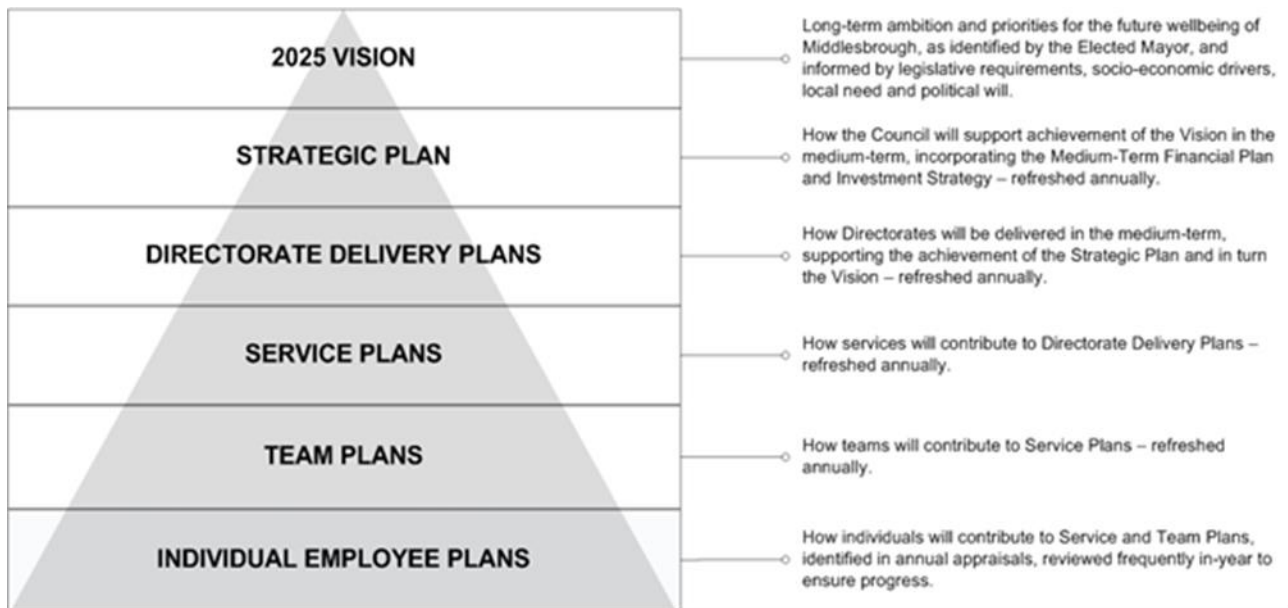 2025 VISION
Long-term ambition and priorities for the future wellbeing of
Middlesbrough, as identified by the Elected Mayor, and
informed by legislative requirements, socio-economic drivers,
local need and political will.
STRATEGIC PLAN
How the Council will support achievement of the Vision in the
medium-term, incorporating the Medium-Term Financial Plan
and Investment Strategy – refreshed annually.
DIRECTORATE DELIVERY PLANS
How Directorates will be delivered in the medium-term,
supporting the achievement of the Strategic Plan and in turn
the Vision – refreshed annually.
SERVICE PLANS
How services will contribute to Directorate Delivery Plans –
refreshed annually.
TEAM PLANS
How teams will contribute to Service Plans – refreshed
annually.
INDIVIDUAL EMPLOYEE PLANS
How individuals will contribute to Service and Team Plans,
identified in annual appraisals, reviewed frequently in-year to
ensure progress.